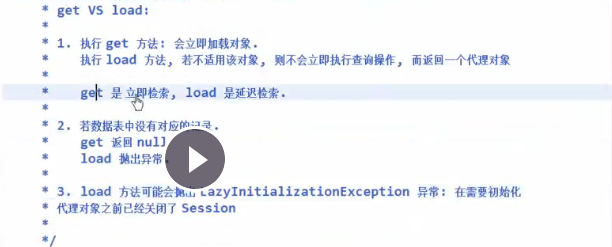 * get VS load:
*
* 1. 执行 get 方法: 会立即加载对象.
*    执行 load 方法, 若不适用该对象, 则不会立即执行查询操作, 而返回一个代理对象
*
*    get 是 立即检索, load 是延迟检索.
*
* 2. 若数据表中没有对应的记录.
*    get 返回 null
*    load 抛出异常.
*
* 3. load 方法可能会抛出 LazyInitializationException 异常: 在需要初始化
* 代理对象之前已经关闭了 Session
*
*/